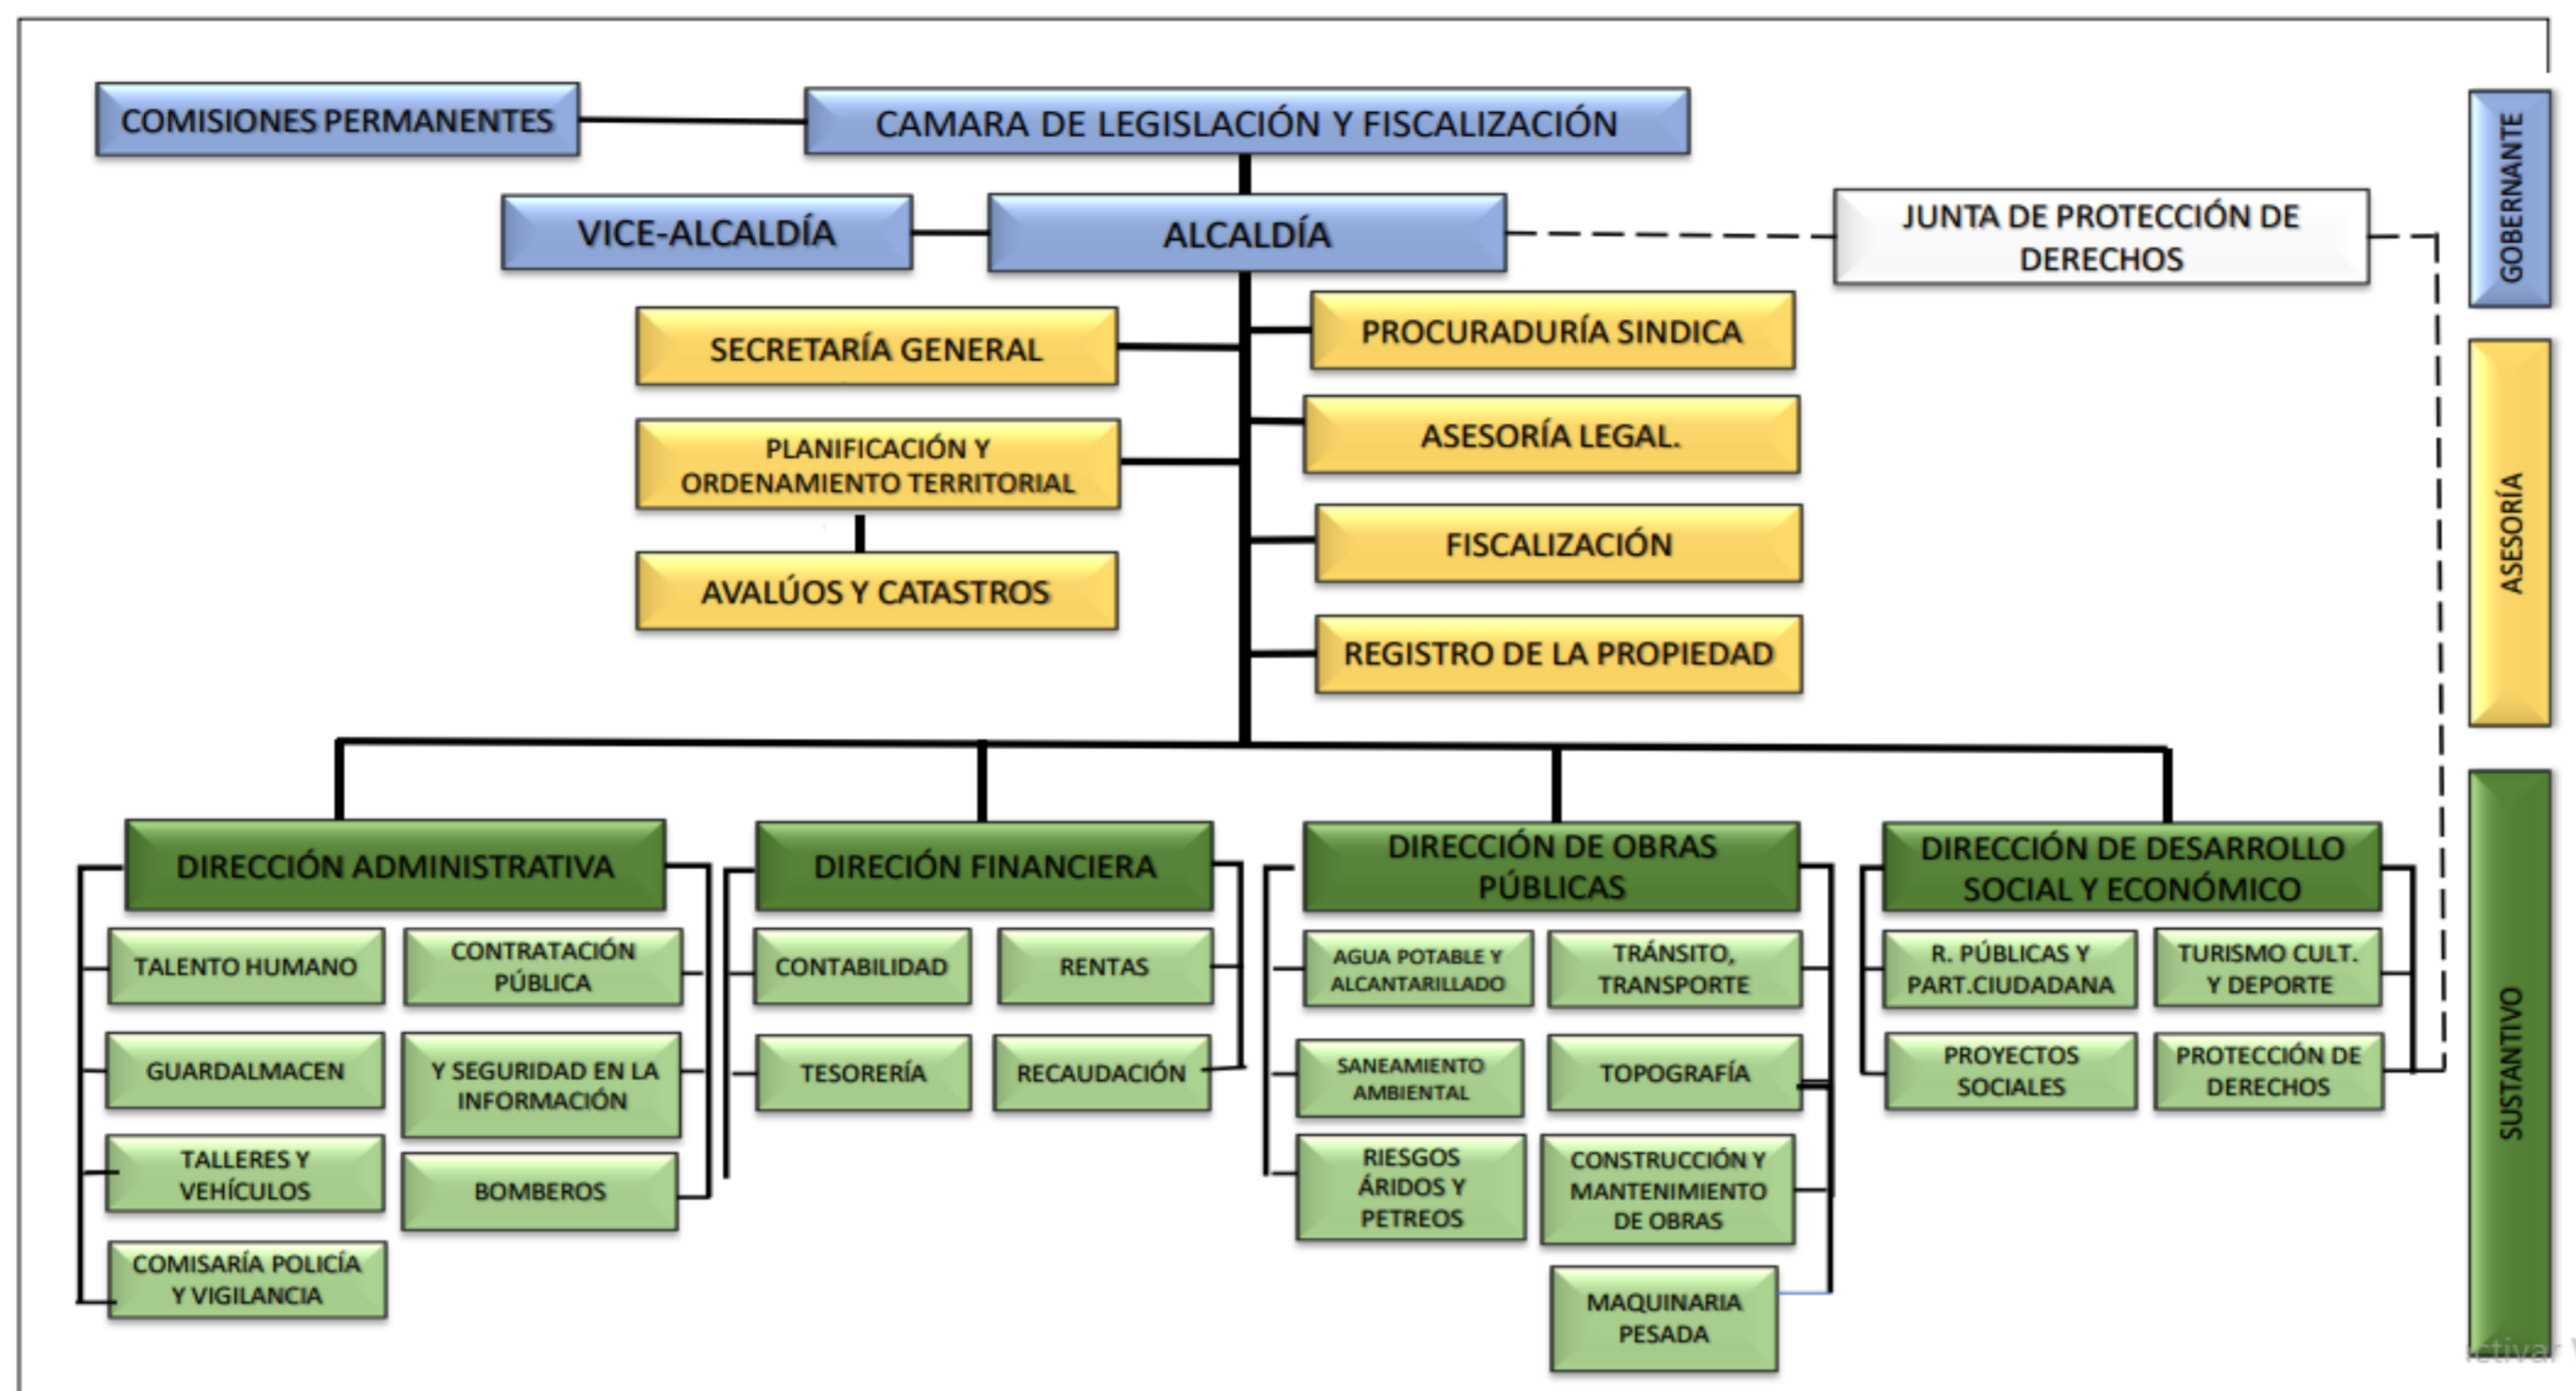 COMISIONES PERMANENTES
CAMARA DE LEGISLACIÓN Y FISCALIZACIÓN
VICE-ALCALDÍA
ALCALDÍA
JUNTA DE PROTECCIÓN DE
DERECHOS
GOBERNANTE
SECRETARÍA GENERAL
PROCURADURÍA SINDICA
PLANIFICACIÓN Y
ORDENAMIENTO TERRITORIAL
ASESORÍA LEGAL.
AVALÚOS Y CATASTROS
FISCALIZACIÓN
REGISTRO DE LA PROPIEDAD
ASESORÍA
DIRECCIÓN ADMINISTRATIVA
TALENTO HUMANO
CONTRATACIÓN
PÚBLICA
GUARDALMACEN
Y SEGURIDAD EN LA
INFORMACIÓN
TALLERES Y
VEHÍCULOS
BOMBEROS
COMISARÍA POLICÍA
Y VIGILANCIA
DIRECIÓN FINANCIERA
CONTABILIDAD
RENTAS
TESORERÍA
RECAUDACIÓN
DIRECCIÓN DE OBRAS
PÚBLICAS
AGUA POTABLE Y
ALCANTARILLADO
TRÁNSITO,
TRANSPORTE
SANEAMIENTO
AMBIENTAL
TOPOGRAFÍA
RIESGOS
ÁRIDOS Y
PETREOS
CONSTRUCCIÓN Y
MANTENIMIENTO
DE OBRAS
MAQUINARIA
PESADA
DIRECCIÓN DE DESARROLLO
SOCIAL Y ECONÓMICO
R. PÚBLICAS Y
PART.CIUDADANA
TURISMO CULT.
Y DEPORTE
PROYECTOS
SOCIALES
PROTECCIÓN DE
DERECHOS
SUSTANTIVO